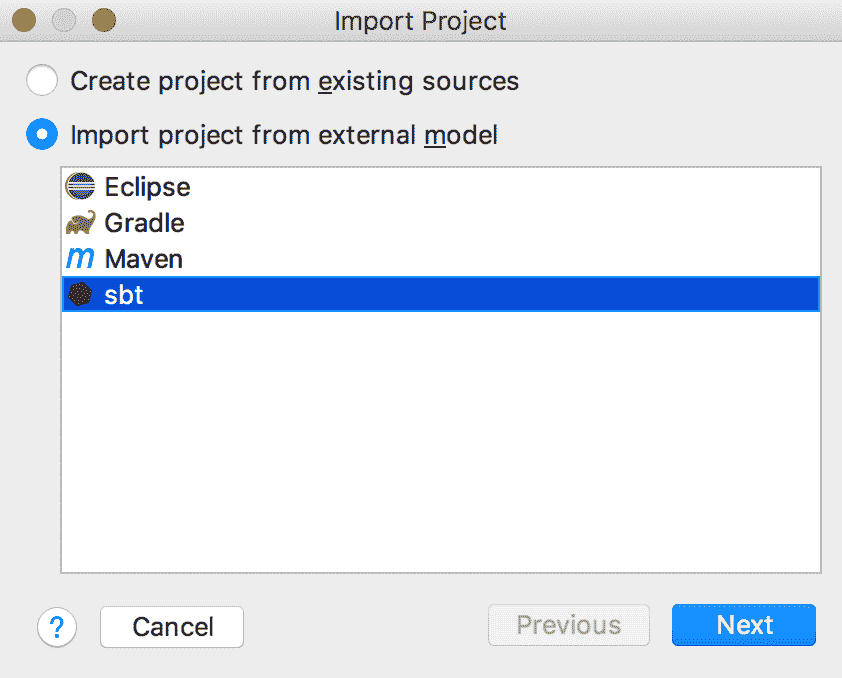 Import Project
Create project from existing sources
Import project from external model
Eclipse
Gradle
m Maven
sbt
? Cancel Previous Next